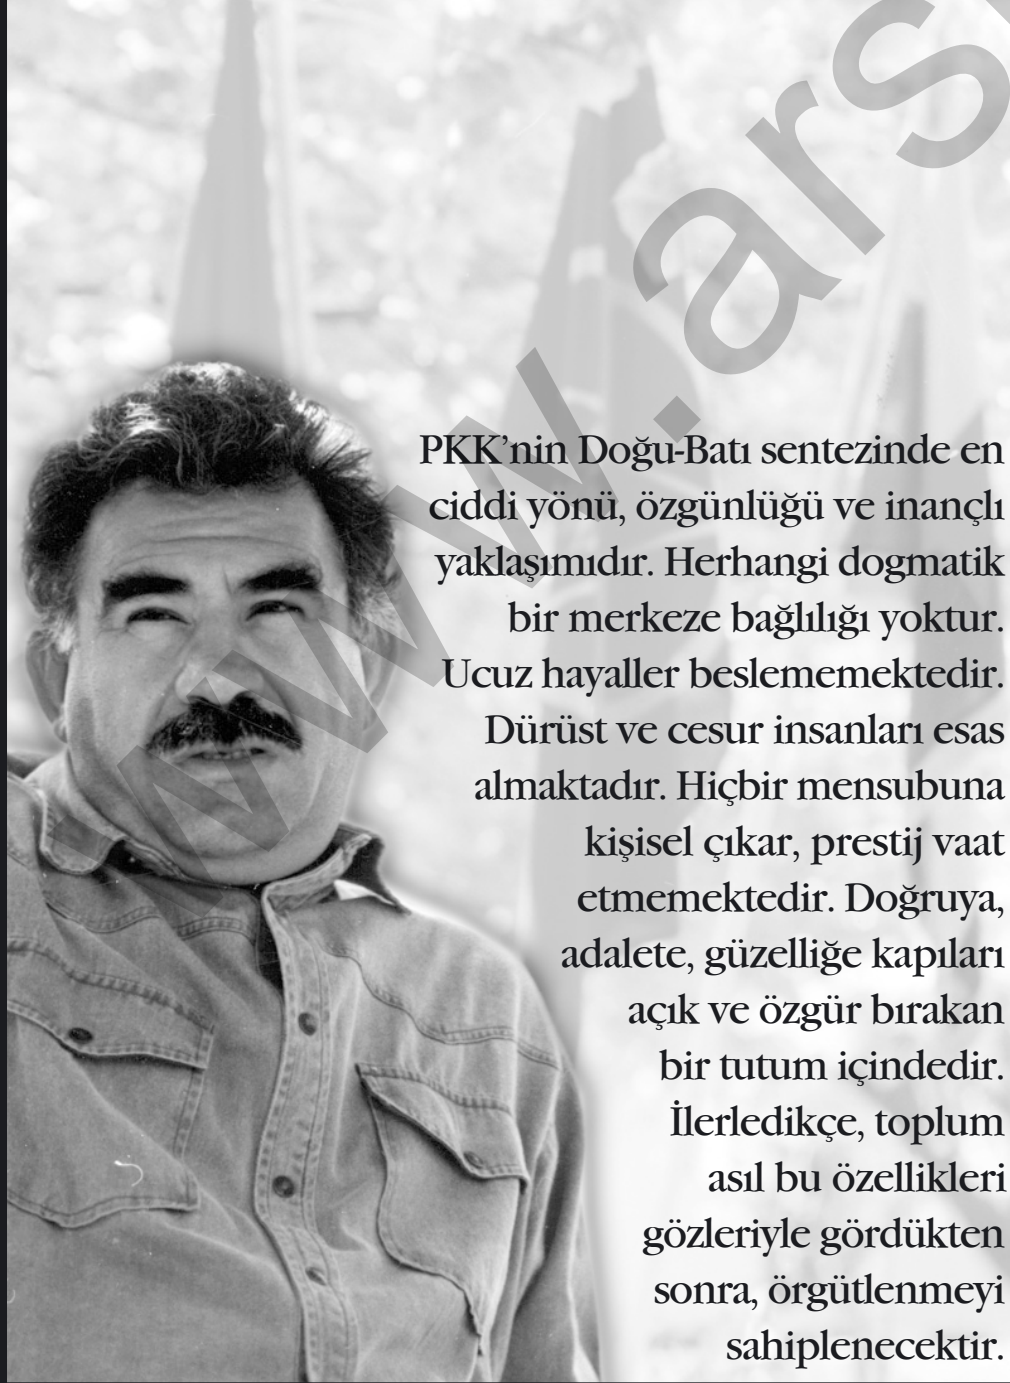 www.ars
PKK’nin Doğu-Batı sentezinde en
ciddi yönü, özgünlüğü ve inançlı
yaklaşımıdır. Herhangi dogmatik
bir merkeze bağlılığı yoktur.
Ucuz hayaller beslememektedir.
Dürüst ve cesur insanları esas
almaktadır. Hiçbir mensubuna
kişisel çıkar, prestij vaat
etmemektedir. Doğruya,
adalete, güzelliğe kapıları
açık ve özgür bırakan
bir tutum içindedir.
İlerledikçe, toplum
asıl bu özellikleri
gözleriyle gördükten
sonra, örgütlenmeyi
sahiplenecektir.